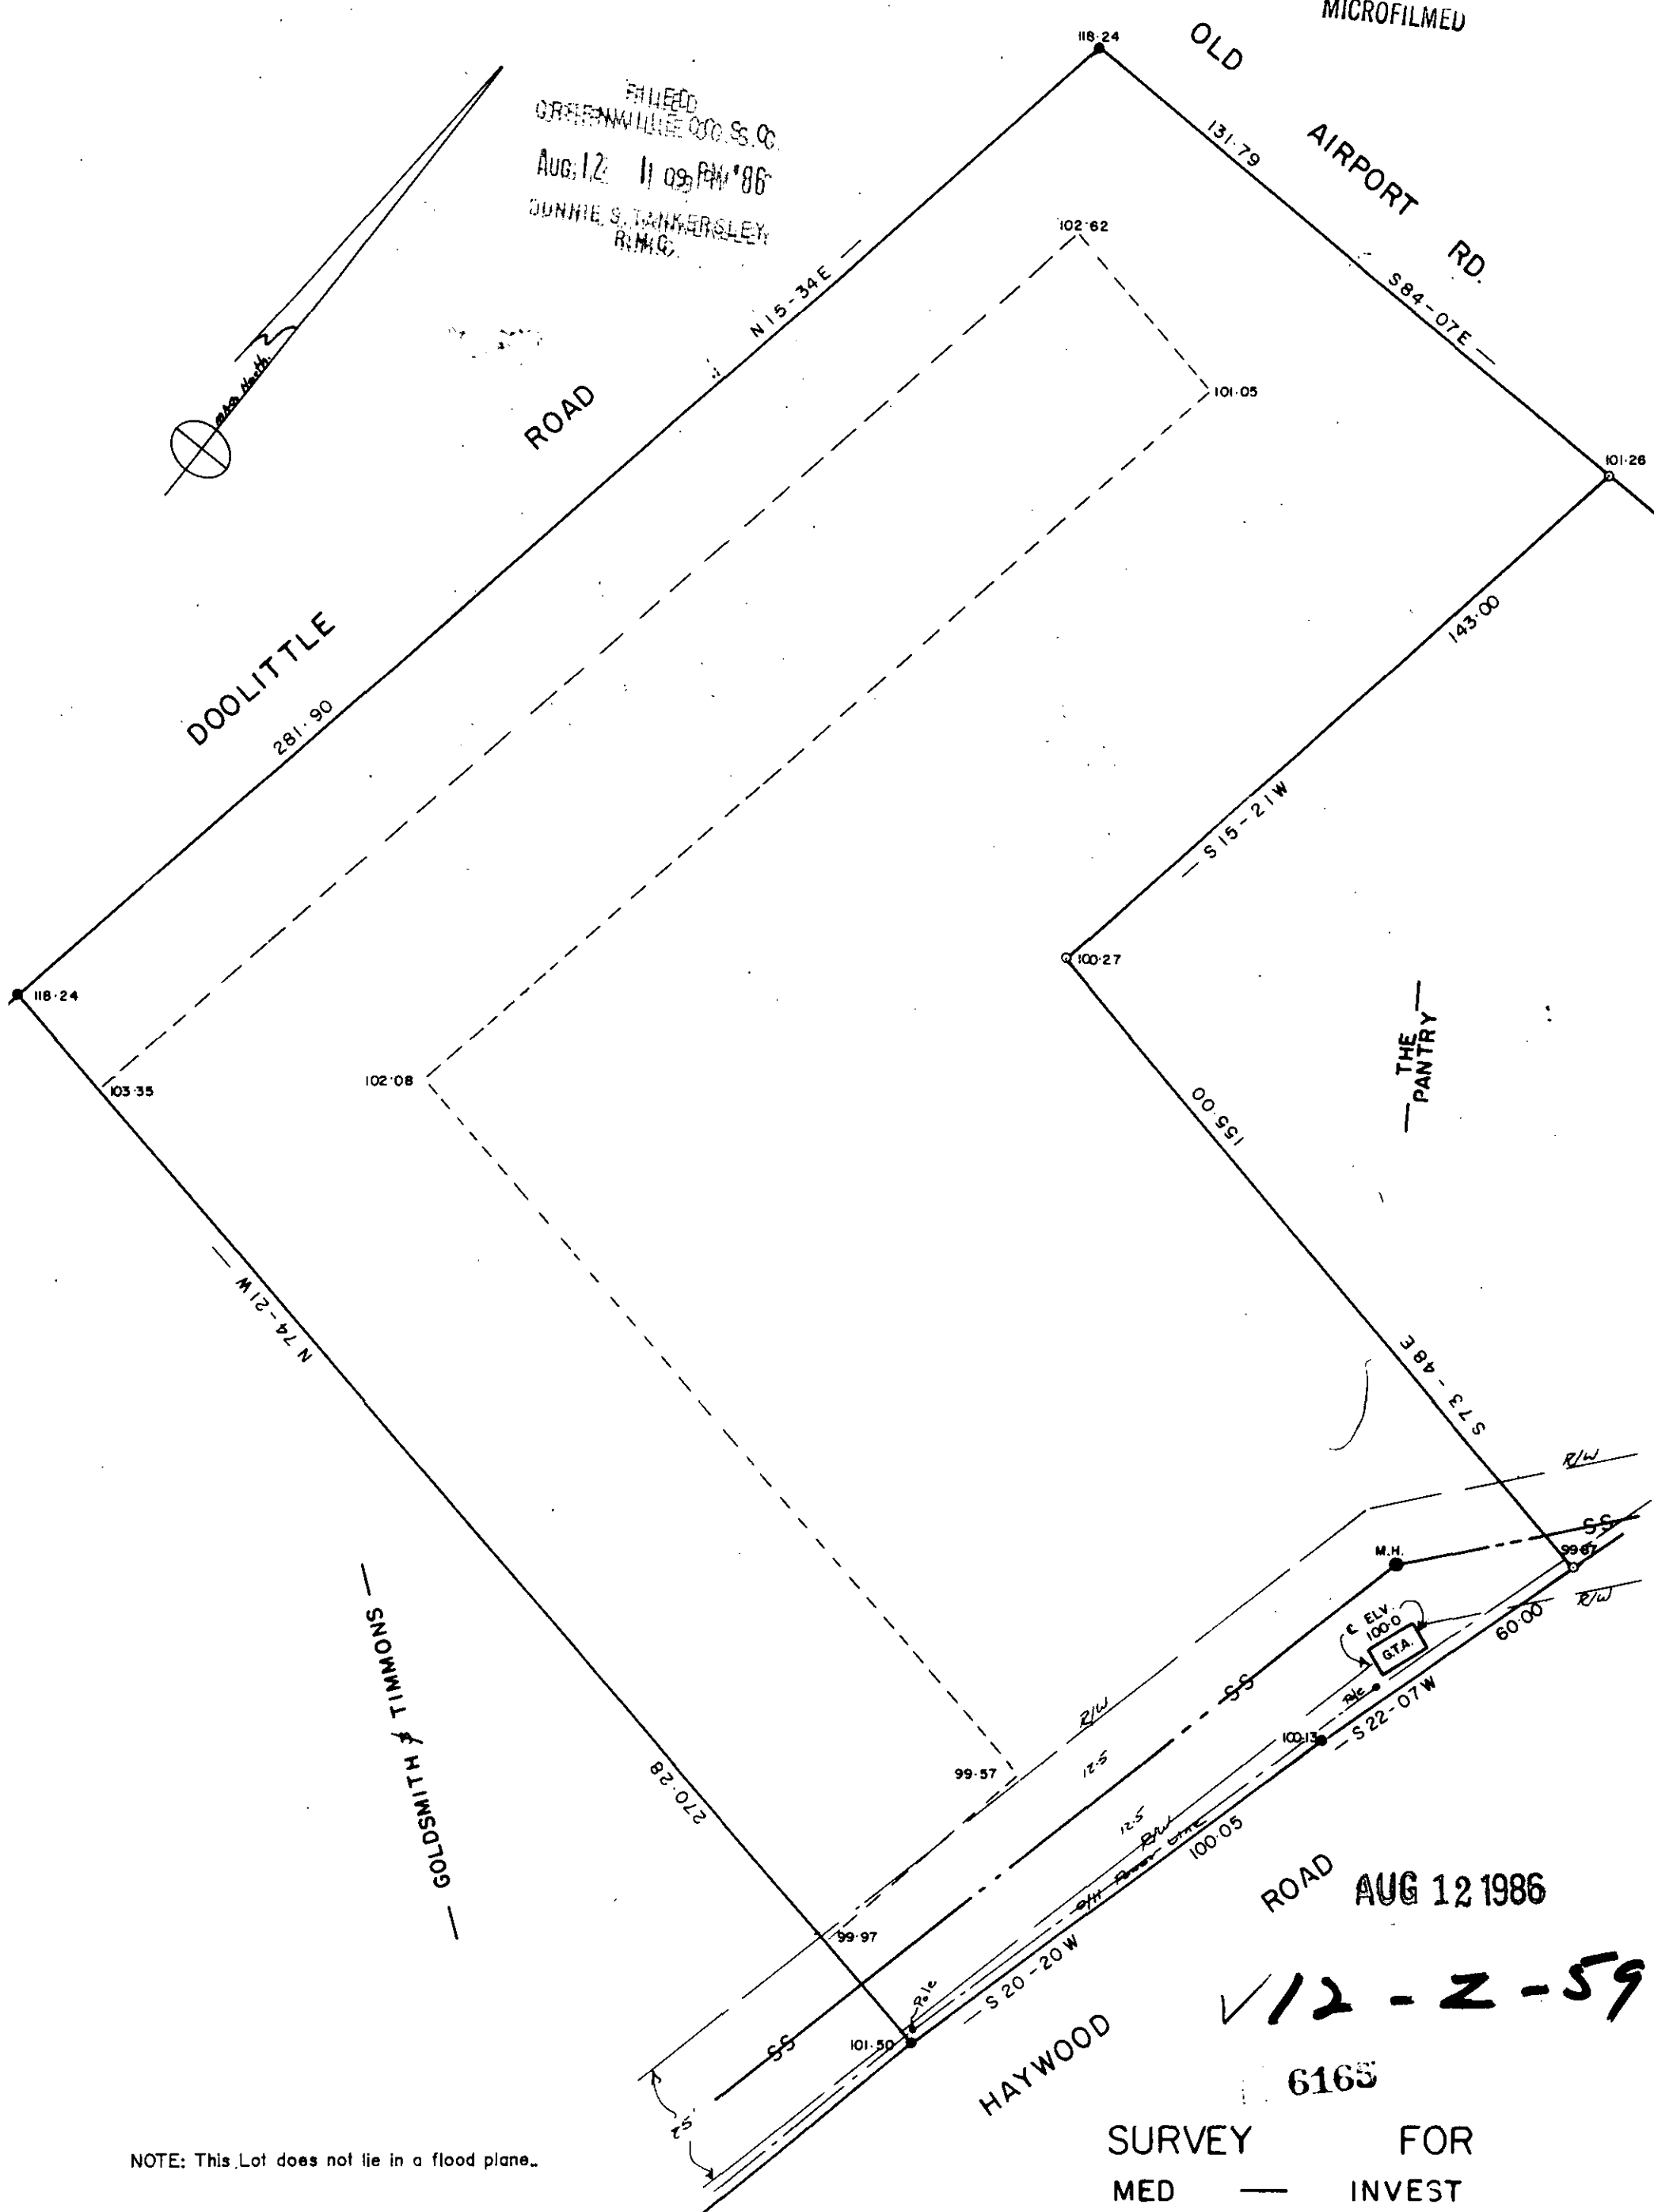 MICROFILMED
118.24
OLD
AIRPORT
RD.
FILED
GREENVILLE CO. S. C.
AUG. 12 11 09 '86
DONNIE S. TANKERSLEY
R.M.C.
131.79
S84-07E
102.62
N15-34E
MAG North
ROAD
101.05
101.26
143.00
DOOLITTLE
281.90
S15-21W
100.27
118.24
103.35
102.08
THE
PANTRY
155.00
S73-48E
N74-21W
R/W
SS
M.H.
99.87
R/W
60.00
ELV.
100.0
G.T.A.
Pole
S22-07W
SS
R/W
100.13
GOLDSMITH & TIMMONS
99.57
12.5
12.5
R/W
O/H Power Line
100.05
270.28
ROAD
AUG 12 1986
99.97
S20-20W
Pole
12-Z-59
SS
101.50
HAYWOOD
6165
25'
SURVEY FOR
NOTE: This Lot does not lie in a flood plane.
MED — INVEST